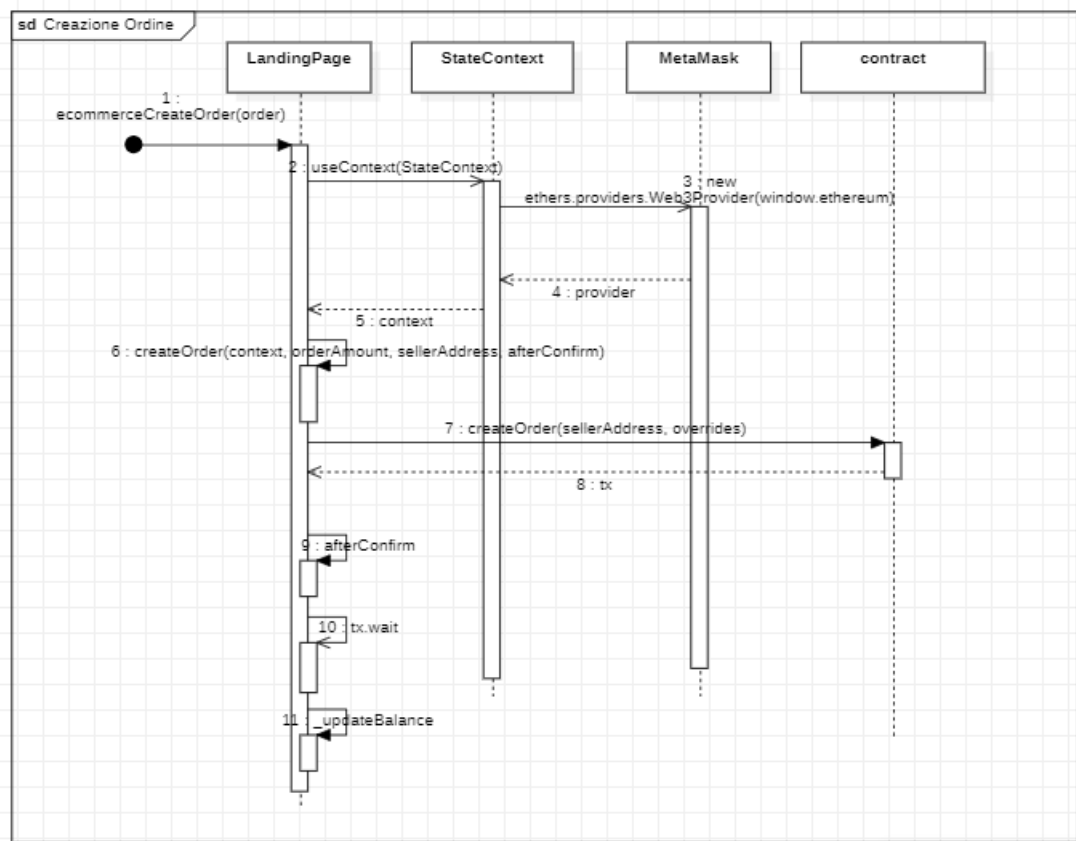 sd Creazione Ordine
LandingPage
StateContext
MetaMask
contract
1 :
ecommerceCreateOrder(order)
2 : useContext(StateContext)
3 : new
ethers.providers.Web3Provider(window.ethereum)
4 : provider
5 : context
6 : createOrder(context, orderAmount, sellerAddress, afterConfirm)
7 : createOrder(sellerAddress, overrides)
8 : tx
9 : afterConfirm
10 : tx.wait
11 : _updateBalance